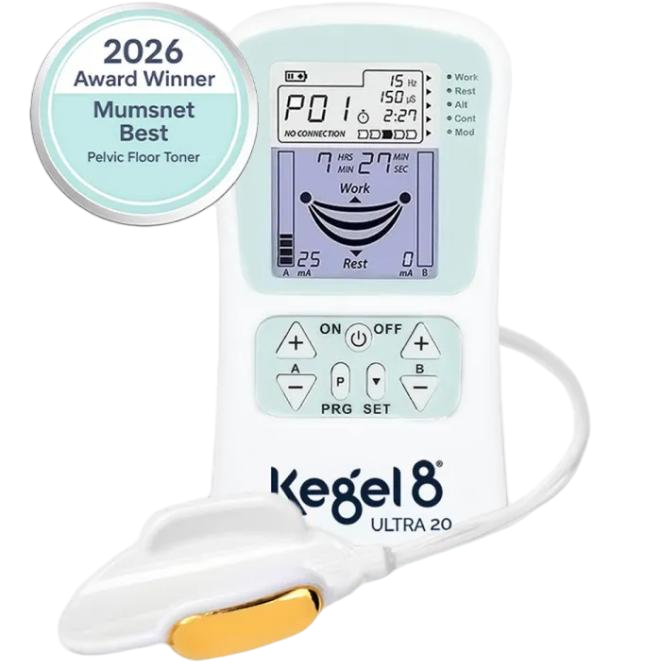 2026
Award Winner
Mumsnet
Best
Pelvic Floor Toner
15 Hz
P01
150 µS
2:27
NO CONNECTION
Work
Rest
Alt
Cont
Mod
7 HRS MIN 27 MIN SEC
Work
Rest
25 mA
0 mA
A
B
ON
OFF
A
B
P
PRG SET
Kegel8®
ULTRA 20